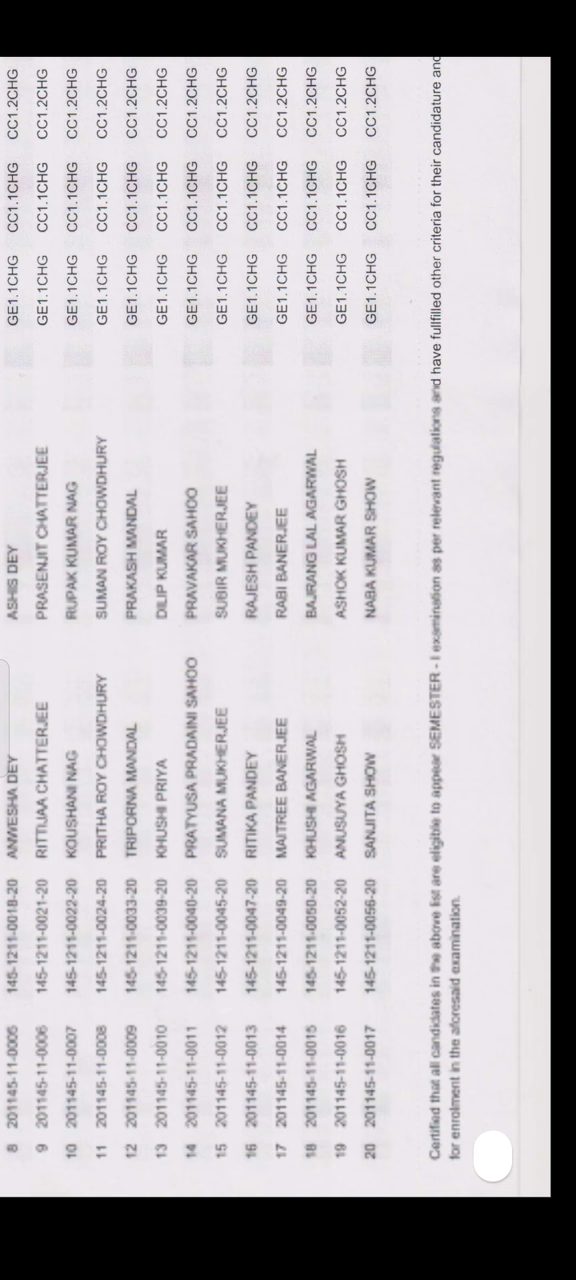 8 201145-11-0005 145-1211-0018-20 ANWESHA DEY ASHIS DEY GE1.1CHG CC1.1CHG CC1.2CHG
9 201145-11-0006 145-1211-0021-20 RITTIJAA CHATTERJEE PRASENJIT CHATTERJEE GE1.1CHG CC1.1CHG CC1.2CHG
10 201145-11-0007 145-1211-0022-20 KOUSHANI NAG RUPAK KUMAR NAG GE1.1CHG CC1.1CHG CC1.2CHG
11 201145-11-0008 145-1211-0024-20 PRITHA ROY CHOWDHURY SUMAN ROY CHOWDHURY GE1.1CHG CC1.1CHG CC1.2CHG
12 201145-11-0009 145-1211-0033-20 TRIPORNA MANDAL PRAKASH MANDAL GE1.1CHG CC1.1CHG CC1.2CHG
13 201145-11-0010 145-1211-0039-20 KHUSHI PRIYA DILIP KUMAR GE1.1CHG CC1.1CHG CC1.2CHG
14 201145-11-0011 145-1211-0040-20 PRATYUSA PRADAINI SAHOO PRAVAKAR SAHOO GE1.1CHG CC1.1CHG CC1.2CHG
15 201145-11-0012 145-1211-0045-20 SUMANA MUKHERJEE SUBIR MUKHERJEE GE1.1CHG CC1.1CHG CC1.2CHG
16 201145-11-0013 145-1211-0047-20 RITIKA PANDEY RAJESH PANDEY GE1.1CHG CC1.1CHG CC1.2CHG
17 201145-11-0014 145-1211-0049-20 MAITREE BANERJEE RABI BANERJEE GE1.1CHG CC1.1CHG CC1.2CHG
18 201145-11-0015 145-1211-0050-20 KHUSHI AGARWAL BAJRANG LAL AGARWAL GE1.1CHG CC1.1CHG CC1.2CHG
19 201145-11-0016 145-1211-0052-20 ANUSUYA GHOSH ASHOK KUMAR GHOSH GE1.1CHG CC1.1CHG CC1.2CHG
20 201145-11-0017 145-1211-0056-20 SANJITA SHOW NABA KUMAR SHOW GE1.1CHG CC1.1CHG CC1.2CHG
Certified that all candidates in the above list are eligible to appear SEMESTER - I examination as per relevant regulations and have fullfilled other criteria for their candidature and
for enrolment in the aforesaid examination.